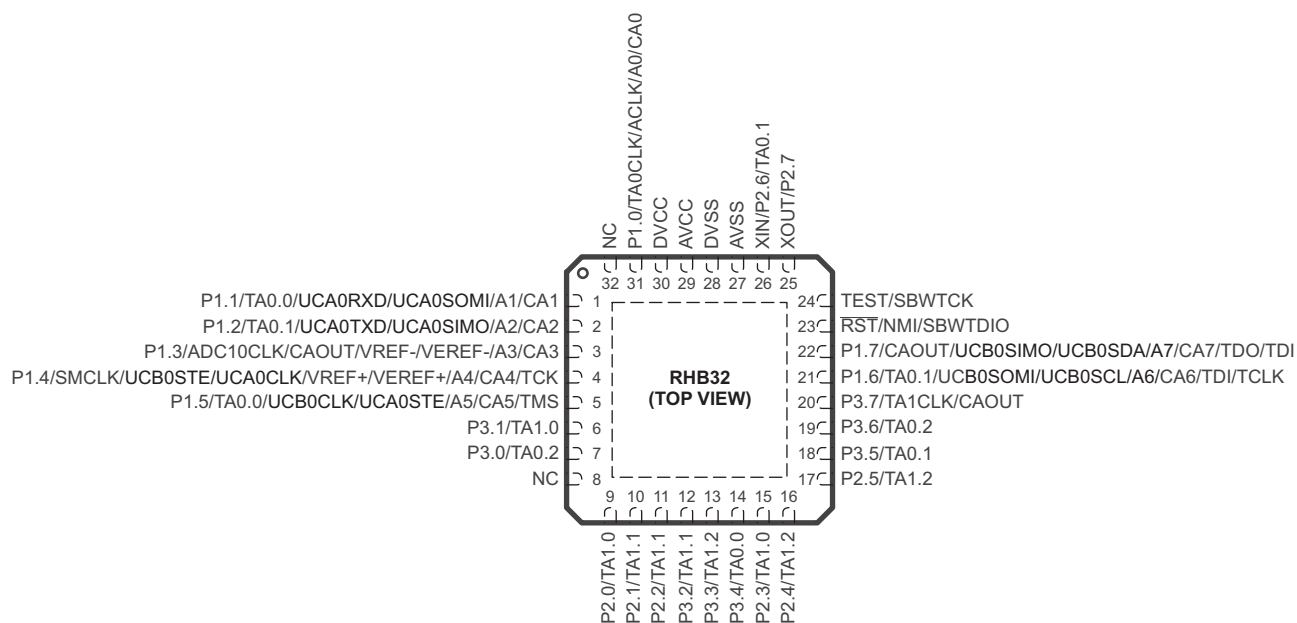 NC
P1.0/TA0CLK/ACLK/A0/CA0
DVCC
AVCC
DVSS
AVSS
XIN/P2.6/TA0.1
XOUT/P2.7
32 31 30 29 28 27 26 25
P1.1/TA0.0/UCA0RXD/UCA0SOMI/A1/CA1 1
P1.2/TA0.1/UCA0TXD/UCA0SIMO/A2/CA2 2
P1.3/ADC10CLK/CAOUT/VREF-/VEREF-/A3/CA3 3
P1.4/SMCLK/UCB0STE/UCA0CLK/VREF+/VEREF+/A4/CA4/TCK 4
P1.5/TA0.0/UCB0CLK/UCA0STE/A5/CA5/TMS 5
P3.1/TA1.0 6
P3.0/TA0.2 7
NC 8
RHB32
(TOP VIEW)
24 TEST/SBWTCK
23 RST/NMI/SBWTDIO
22 P1.7/CAOUT/UCB0SIMO/UCB0SDA/A7/CA7/TDO/TDI
21 P1.6/TA0.1/UCB0SOMI/UCB0SCL/A6/CA6/TDI/TCLK
20 P3.7/TA1CLK/CAOUT
19 P3.6/TA0.2
18 P3.5/TA0.1
17 P2.5/TA1.2
9 10 11 12 13 14 15 16
P2.0/TA1.0
P2.1/TA1.1
P2.2/TA1.1
P3.2/TA1.1
P3.3/TA1.2
P3.4/TA0.0
P2.3/TA1.0
P2.4/TA1.2